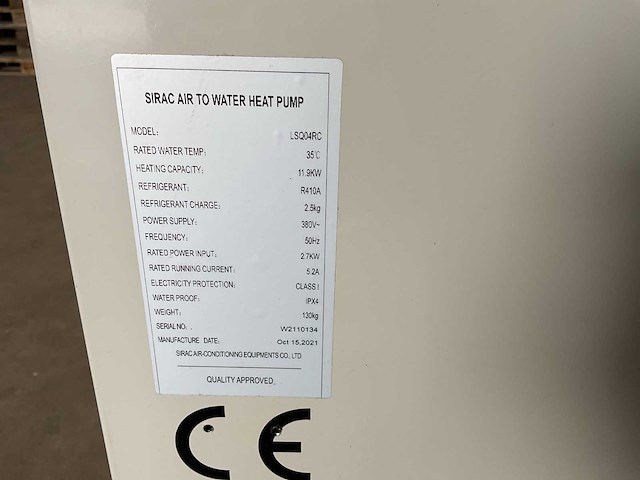 SIRAC AIR TO WATER HEAT PUMP
MODEL: LSQ04RC
RATED WATER TEMP: 35℃
HEATING CAPACITY: 11.9KW
REFRIGERANT: R410A
REFRIGERANT CHARGE: 2.5kg
POWER SUPPLY: 380V~
FREQUENCY: 50Hz
RATED POWER INPUT: 2.7KW
RATED RUNNING CURRENT: 5.2A
ELECTRICITY PROTECTION: CLASS I
WATER PROOF: IPX4
WEIGHT: 130kg
SERIAL NO: W2110134
MANUFACTURE DATE: Oct 15,2021
SIRAC AIR-CONDITIONING EQUIPMENTS CO., LTD
QUALITY APPROVED
CE